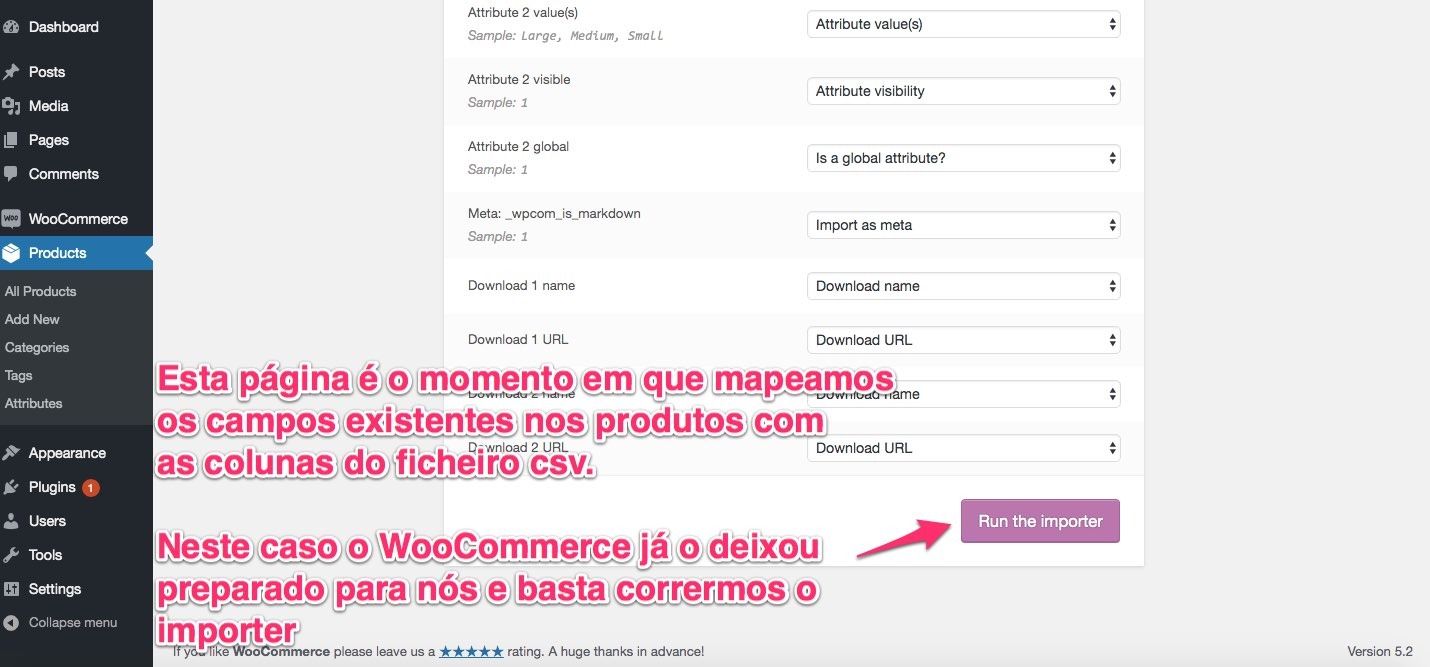 Dashboard
Posts
Media
Pages
Comments
WOO WooCommerce
Products
All Products
Add New
Categories
Tags
Attributes
Appearance
Plugins 1
Users
Tools
Settings
Collapse menu
Attribute 2 value(s)
Sample: Large, Medium, Small
Attribute value(s)
Attribute 2 visible
Sample: 1
Attribute visibility
Attribute 2 global
Sample: 1
Is a global attribute?
Meta: _wpcom_is_markdown
Sample: 1
Import as meta
Download 1 name
Download name
Download 1 URL
Download URL
Download 2 name
Download name
Download 2 URL
Download URL
Esta página é o momento em que mapeamos
os campos existentes nos produtos com
as colunas do ficheiro csv.
Run the importer
Neste caso o WooCommerce já o deixou
preparado para nós e basta corrermos o
importer
If you like WooCommerce please leave us a ★★★★★ rating. A huge thanks in advance!
Version 5.2